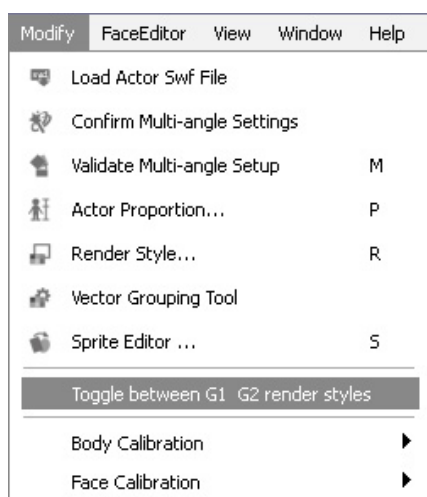 Modify FaceEditor View Window Help
Load Actor Swf File
Confirm Multi-angle Settings
Validate Multi-angle Setup M
Actor Proportion... P
Render Style... R
Vector Grouping Tool
Sprite Editor ... S
Toggle between G1 G2 render styles
Body Calibration
Face Calibration